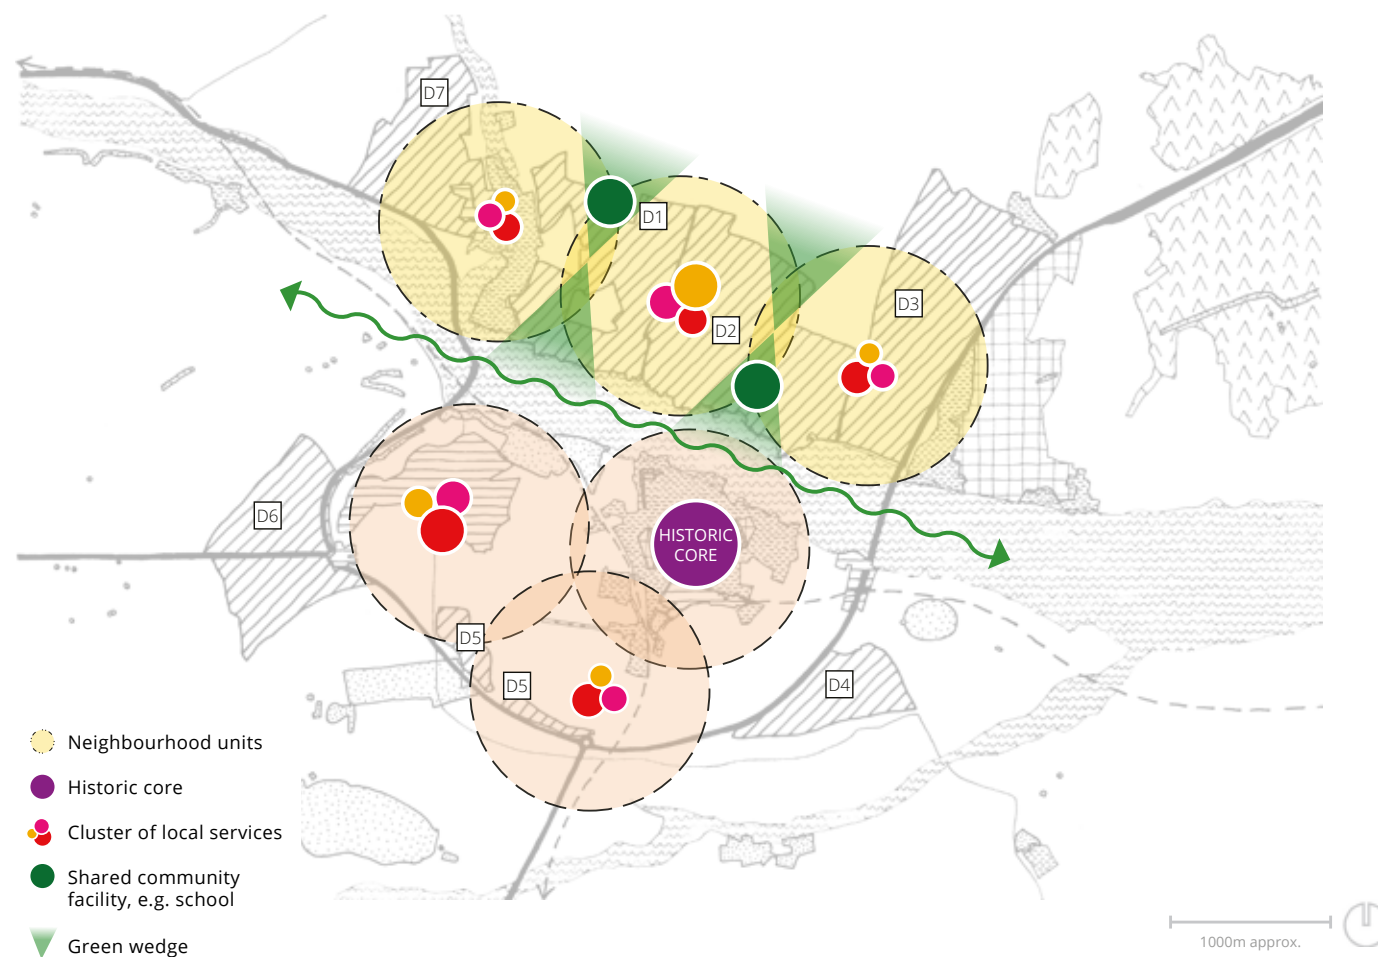 D7
D1
D2
D3
HISTORIC
CORE
D6
D5
D5
D4
Neighbourhood units
Historic core
Cluster of local services
Shared community
facility, e.g. school
Green wedge
1000m approx.